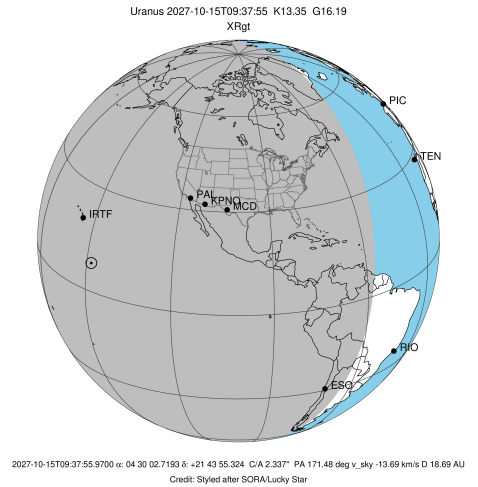 Uranus 2027-10-15T09:37:55 K13.35 G16.19
XRgt
PIC
TEN
PAL
KPNO
MCD
IRTF
RIO
ESO
2027-10-15T09:37:55.9700 α: 04 30 02.7193 δ: +21 43 55.324 C/A 2.337" PA 171.48 deg v_sky -13.69 km/s D 18.69 AU
Credit: Styled after SORA/Lucky Star